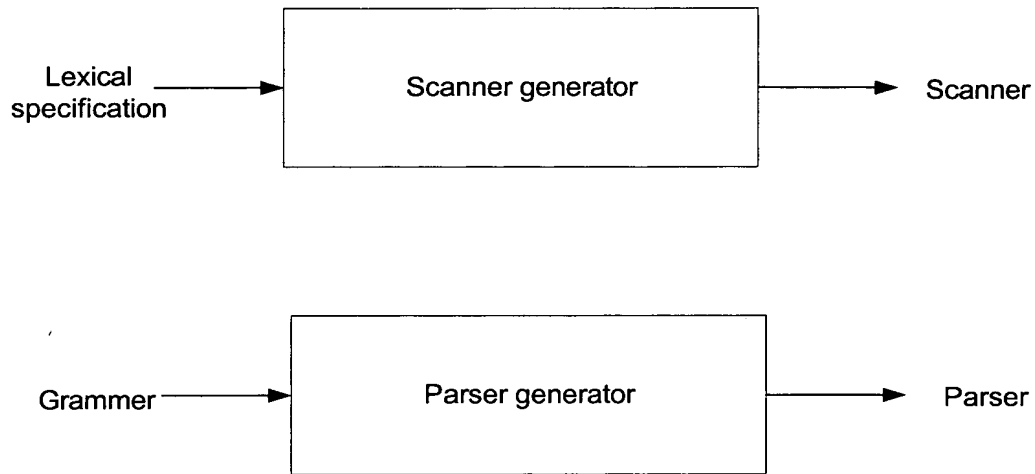 Lexical
specification
Scanner generator
Scanner
Grammer
Parser generator
Parser